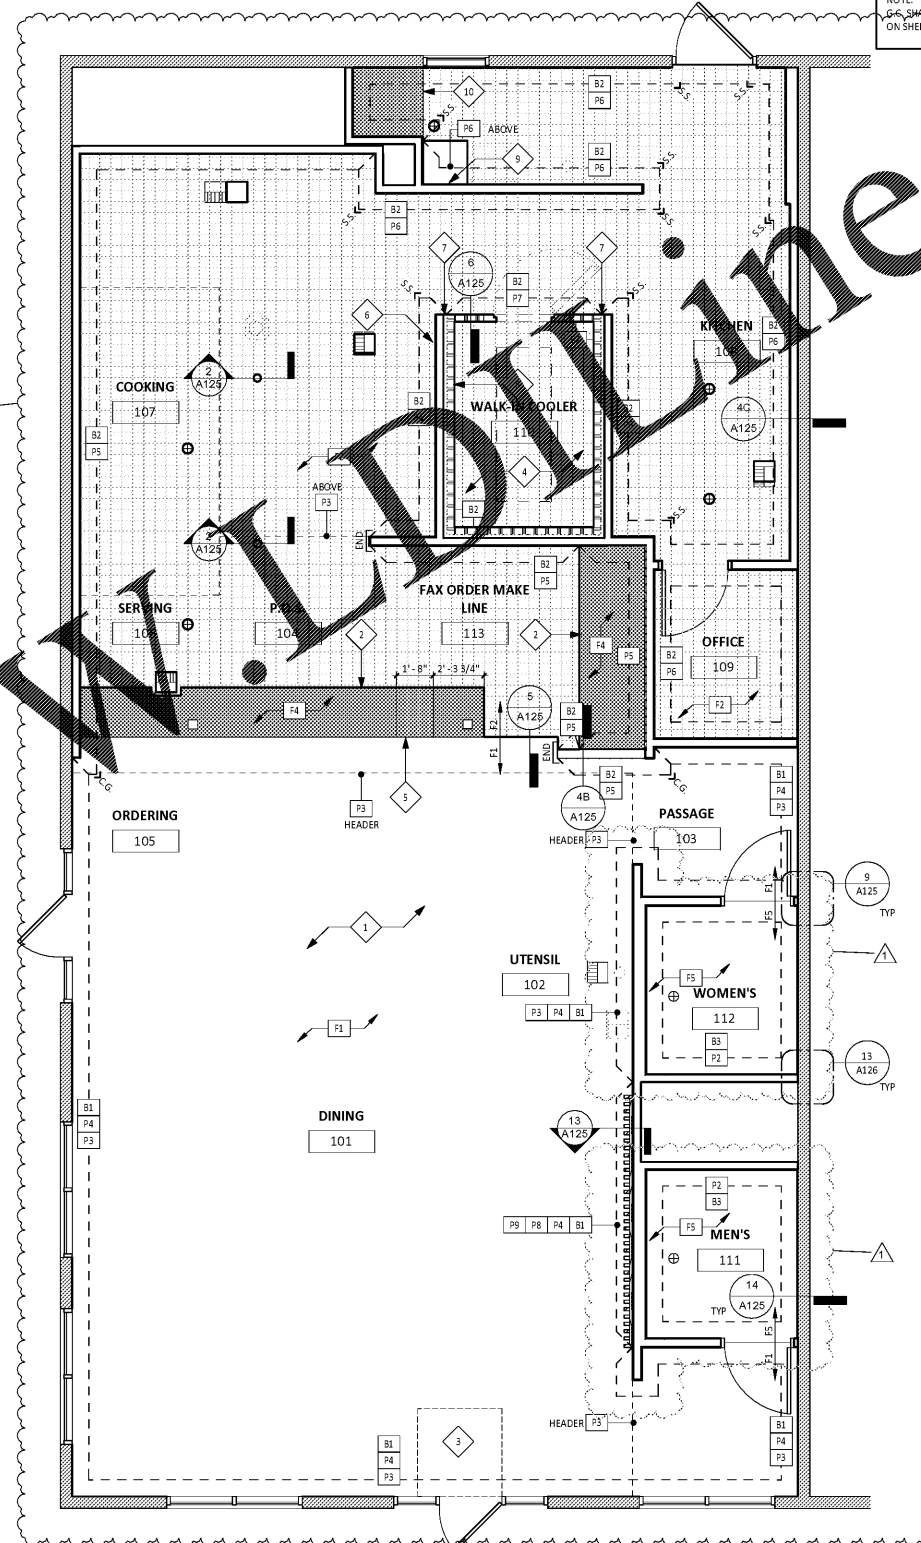 NOTE:
G.C. SHA
ON SHE
10
B2
P6
S.S.
S.S.
S.S.
P6 ABOVE
9
B2
P6
S.S.
S.S.
B2
P6
S.S.
S.S.
7
6
A125
7
B2
P7
S.S.
S.S.
6
KITCHEN
B2
P6
2
A125
COOKING
107
B2
WALK-IN COOLER
110
B2
4C
A125
B2
P5
4
ABOVE
P3
B2
S.S.
END
2
A125
B2
P5
FAX ORDER MAKE
LINE
113
SERVING
P.O.S.
104
2
2
F4
P5
OFFICE
109
B2
P6
1' - 8" 2' - 3 3/4"
F4
5
A125
F2
F1
B2
P5
F2
END
C.G.
C.G.
5
P3
HEADER
B2
P5
4B
A125
B1
P4
P3
ORDERING
105
PASSAGE
103
HEADER P3
9
A125
TYP
F1
F5
1
1
UTENSIL
102
F5
WOMEN'S
112
P3 P4 B1
F1
B3
P2
13
A126
TYP
DINING
101
B1
P4
P3
13
A125
P2
B3
P9 P8 P4 B1
F5
MEN'S
111
1
14
A125
TYP
F5
F1
HEADER P3
B1
P4
P3
B1
P4
P3
3
W.LDILine